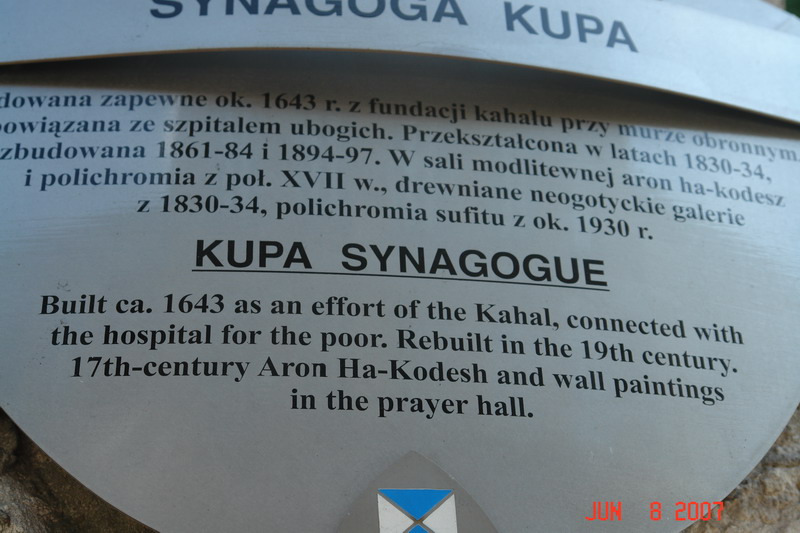 SYNAGOGA KUPA
dowana zapewne ok. 1643 r. z fundacji kahału przy murze obronnym.
powiązana ze szpitalem ubogich. Przekształcona w latach 1830-34,
zbudowana 1861-84 i 1894-97. W sali modlitewnej aron ha-kodesz
i polichromia z poł. XVII w., drewniane neogotyckie galerie
z 1830-34, polichromia sufitu z ok. 1930 r.
KUPA SYNAGOGUE
Built ca. 1643 as an effort of the Kahal, connected with
the hospital for the poor. Rebuilt in the 19th century.
17th-century Aron Ha-Kodesh and wall paintings
in the prayer hall.
JUN 8 2007